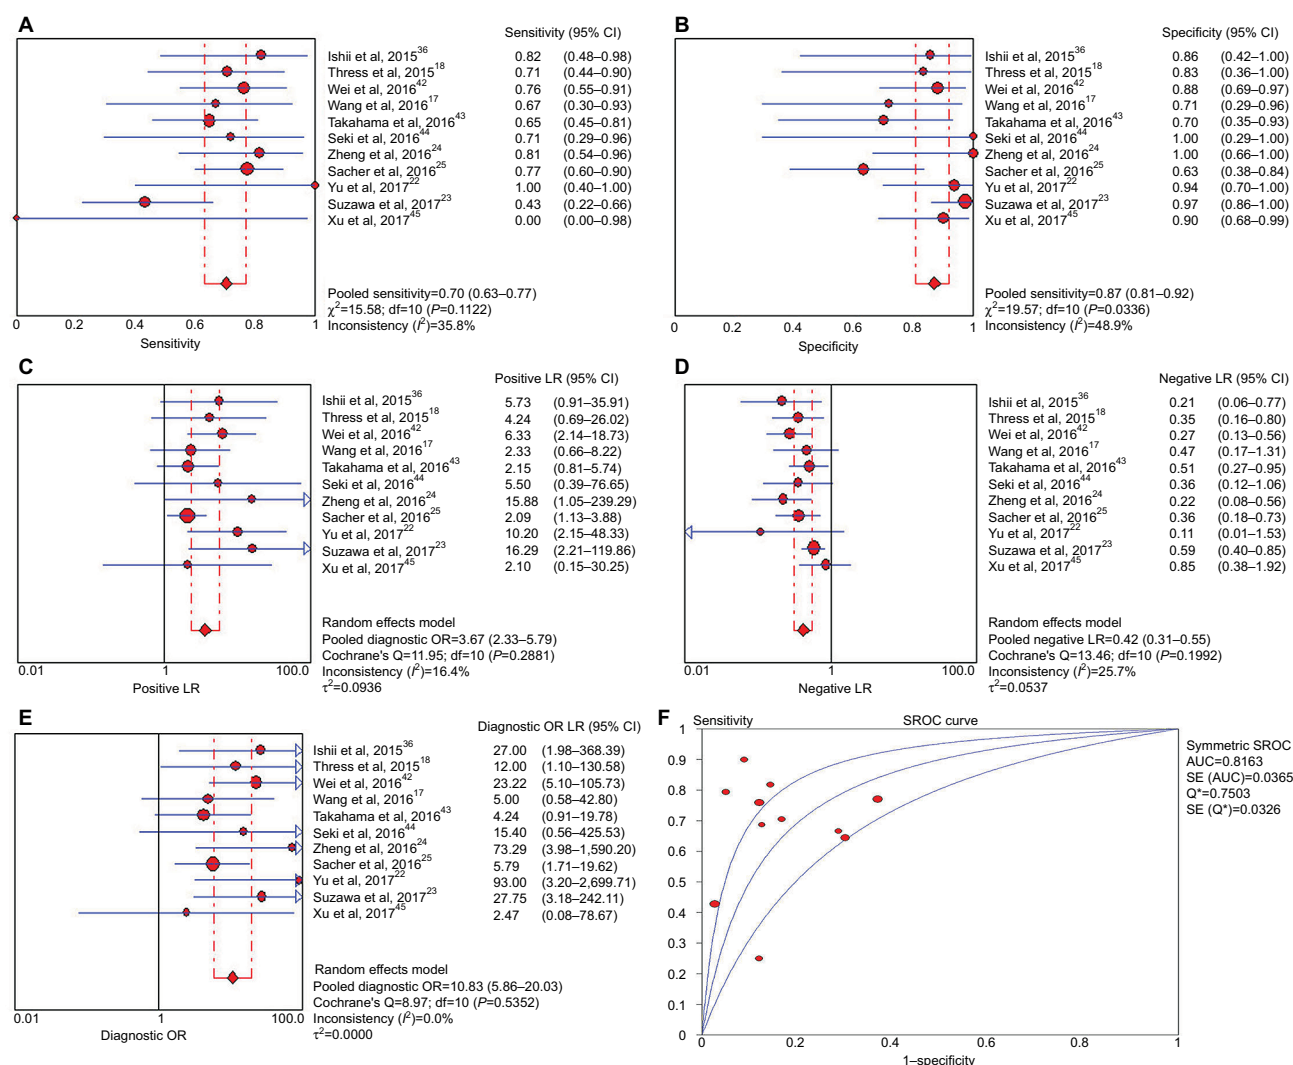 A
Sensitivity (95% CI)
Ishii et al, 2015³⁶ 0.82 (0.48–0.98)
Thress et al, 2015¹⁸ 0.71 (0.44–0.90)
Wei et al, 2016⁴² 0.76 (0.55–0.91)
Wang et al, 2016¹⁷ 0.67 (0.30–0.93)
Takahama et al, 2016⁴³ 0.65 (0.45–0.81)
Seki et al, 2016⁴⁴ 0.71 (0.29–0.96)
Zheng et al, 2016²⁴ 0.81 (0.54–0.96)
Sacher et al, 2016²⁵ 0.77 (0.60–0.90)
Yu et al, 2017²² 1.00 (0.40–1.00)
Suzawa et al, 2017²³ 0.43 (0.22–0.66)
Xu et al, 2017⁴⁵ 0.00 (0.00–0.98)
Pooled sensitivity=0.70 (0.63–0.77)
χ²=15.58; df=10 (P=0.1122)
Inconsistency (I²)=35.8%
0 0.2 0.4 0.6 0.8 1
Sensitivity
B
Specificity (95% CI)
Ishii et al, 2015³⁶ 0.86 (0.42–1.00)
Thress et al, 2015¹⁸ 0.83 (0.36–1.00)
Wei et al, 2016⁴² 0.88 (0.69–0.97)
Wang et al, 2016¹⁷ 0.71 (0.29–0.96)
Takahama et al, 2016⁴³ 0.70 (0.35–0.93)
Seki et al, 2016⁴⁴ 1.00 (0.29–1.00)
Zheng et al, 2016²⁴ 1.00 (0.66–1.00)
Sacher et al, 2016²⁵ 0.63 (0.38–0.84)
Yu et al, 2017²² 0.94 (0.70–1.00)
Suzawa et al, 2017²³ 0.97 (0.86–1.00)
Xu et al, 2017⁴⁵ 0.90 (0.68–0.99)
Pooled sensitivity=0.87 (0.81–0.92)
χ²=19.57; df=10 (P=0.0336)
Inconsistency (I²)=48.9%
0 0.2 0.4 0.6 0.8 1
Specificity
C
Positive LR (95% CI)
Ishii et al, 2015³⁶ 5.73 (0.91–35.91)
Thress et al, 2015¹⁸ 4.24 (0.69–26.02)
Wei et al, 2016⁴² 6.33 (2.14–18.73)
Wang et al, 2016¹⁷ 2.33 (0.66–8.22)
Takahama et al, 2016⁴³ 2.15 (0.81–5.74)
Seki et al, 2016⁴⁴ 5.50 (0.39–76.65)
Zheng et al, 2016²⁴ 15.88 (1.05–239.29)
Sacher et al, 2016²⁵ 2.09 (1.13–3.88)
Yu et al, 2017²² 10.20 (2.15–48.33)
Suzawa et al, 2017²³ 16.29 (2.21–119.86)
Xu et al, 2017⁴⁵ 2.10 (0.15–30.25)
Random effects model
Pooled diagnostic OR=3.67 (2.33–5.79)
Cochrane's Q=11.95; df=10 (P=0.2881)
Inconsistency (I²)=16.4%
τ²=0.0936
0.01 1 100.0
Positive LR
D
Negative LR (95% CI)
Ishii et al, 2015³⁶ 0.21 (0.06–0.77)
Thress et al, 2015¹⁸ 0.35 (0.16–0.80)
Wei et al, 2016⁴² 0.27 (0.13–0.56)
Wang et al, 2016¹⁷ 0.47 (0.17–1.31)
Takahama et al, 2016⁴³ 0.51 (0.27–0.95)
Seki et al, 2016⁴⁴ 0.36 (0.12–1.06)
Zheng et al, 2016²⁴ 0.22 (0.08–0.56)
Sacher et al, 2016²⁵ 0.36 (0.18–0.73)
Yu et al, 2017²² 0.11 (0.01–1.53)
Suzawa et al, 2017²³ 0.59 (0.40–0.85)
Xu et al, 2017⁴⁵ 0.85 (0.38–1.92)
Random effects model
Pooled negative LR=0.42 (0.31–0.55)
Cochrane's Q=13.46; df=10 (P=0.1992)
Inconsistency (I²)=25.7%
τ²=0.0537
0.01 1 100.0
Negative LR
E
Diagnostic OR LR (95% CI)
Ishii et al, 2015³⁶ 27.00 (1.98–368.39)
Thress et al, 2015¹⁸ 12.00 (1.10–130.58)
Wei et al, 2016⁴² 23.22 (5.10–105.73)
Wang et al, 2016¹⁷ 5.00 (0.58–42.80)
Takahama et al, 2016⁴³ 4.24 (0.91–19.78)
Seki et al, 2016⁴⁴ 15.40 (0.56–425.53)
Zheng et al, 2016²⁴ 73.29 (3.98–1,590.20)
Sacher et al, 2016²⁵ 5.79 (1.71–19.62)
Yu et al, 2017²² 93.00 (3.20–2,699.71)
Suzawa et al, 2017²³ 27.75 (3.18–242.11)
Xu et al, 2017⁴⁵ 2.47 (0.08–78.67)
Random effects model
Pooled diagnostic OR=10.83 (5.86–20.03)
Cochrane's Q=8.97; df=10 (P=0.5352)
Inconsistency (I²)=0.0%
τ²=0.0000
0.01 1 100.0
Diagnostic OR
F
Sensitivity SROC curve
1
0.9
0.8
0.7
0.6
0.5
0.4
0.3
0.2
0.1
0
0 0.2 0.4 0.6 0.8 1
1–specificity
Symmetric SROC
AUC=0.8163
SE (AUC)=0.0365
Q*=0.7503
SE (Q*)=0.0326